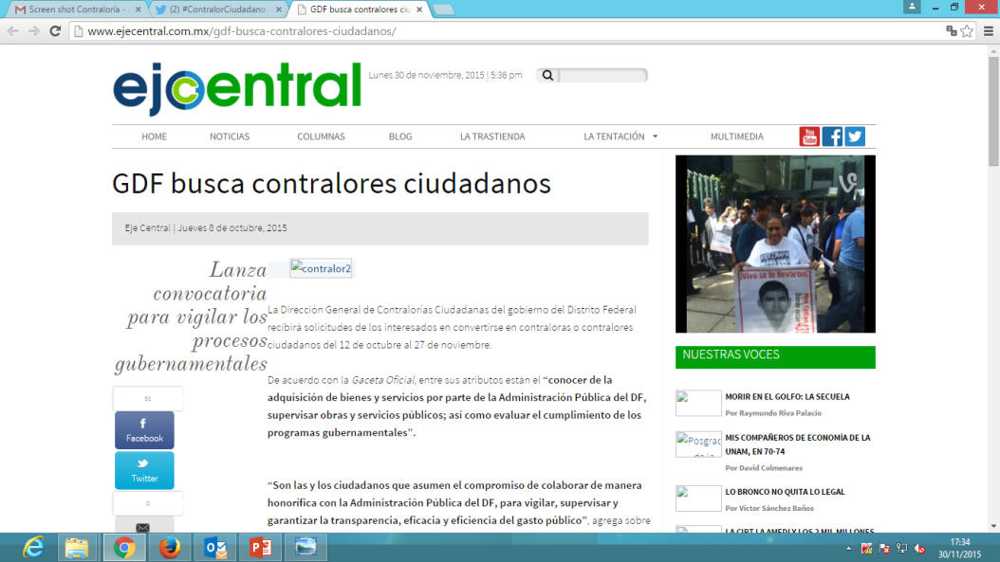 Screen shot Contraloría -
(2) #ContralorCiudadano
GDF busca contralores ciu
www.ejecentral.com.mx/gdf-busca-contralores-ciudadanos/
ejecentral
Lunes 30 de noviembre, 2015 | 5:36 pm
HOME NOTICIAS COLUMNAS BLOG LA TRASTIENDA LA TENTACIÓN MULTIMEDIA
You Tube
GDF busca contralores ciudadanos
Eje Central | Jueves 8 de octubre, 2015
Lanza
convocatoria
para vigilar los
procesos
gubernamentales
contralor2
La Dirección General de Contralorías Ciudadanas del gobierno del Distrito Federal
recibirá solicitudes de los interesados en convertirse en contraloras o contralores
ciudadanos del 12 de octubre al 27 de noviembre.
De acuerdo con la Gaceta Oficial, entre sus atributos están el “conocer de la
adquisición de bienes y servicios por parte de la Administración Pública del DF,
supervisar obras y servicios públicos; así como evaluar el cumplimiento de los
programas gubernamentales”.
“Son las y los ciudadanos que asumen el compromiso de colaborar de manera
honorífica con la Administración Pública del DF, para vigilar, supervisar y
garantizar la transparencia, eficacia y eficiencia del gasto público”, agrega sobre
51
Facebook
Twitter
0
¡Vivo se lo llevaron!
NUESTRAS VOCES
MORIR EN EL GOLFO: LA SECUELA
Por Raymundo Riva Palacio
Posgrad
MIS COMPAÑEROS DE ECONOMÍA DE LA
UNAM, EN 70-74
Por David Colmenares
LO BRONCO NO QUITA LO LEGAL
Por Víctor Sánchez Baños
17:34
30/11/2015